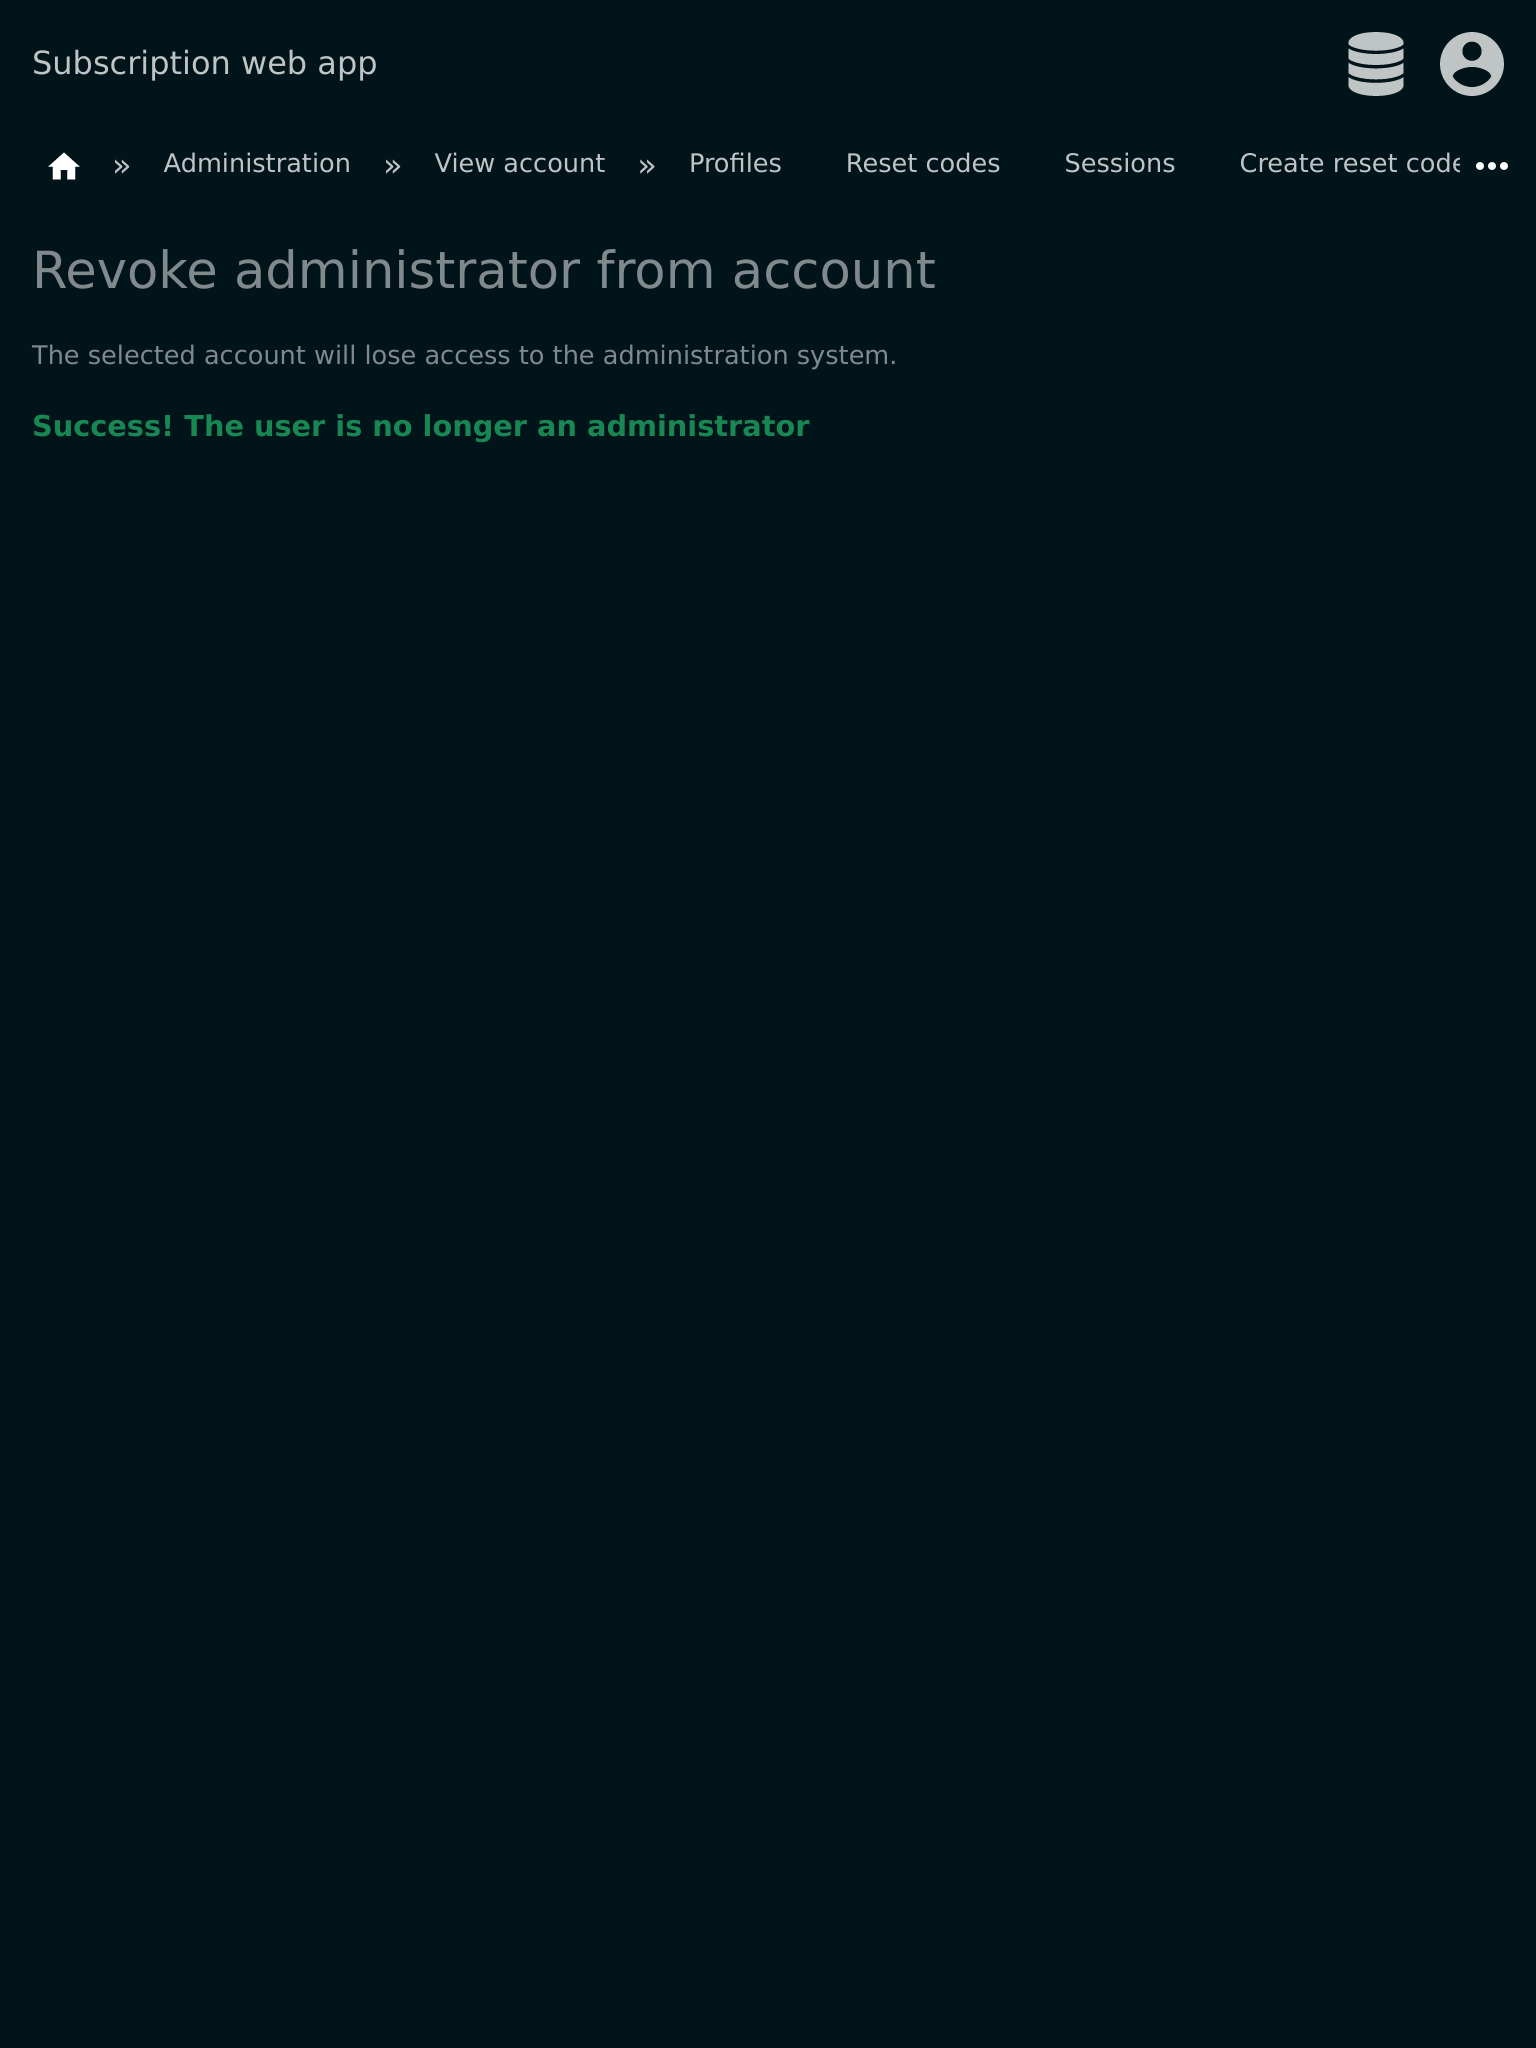 Subscription web app
» Administration » View account » Profiles Reset codes Sessions Create reset code
Revoke administrator from account
The selected account will lose access to the administration system.
Success! The user is no longer an administrator